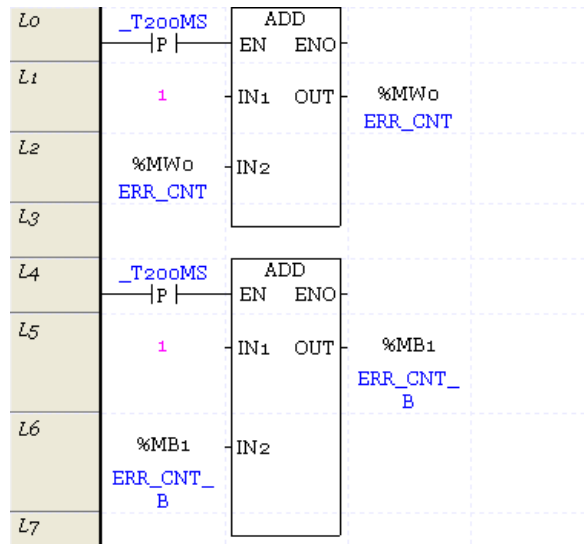 L0 _T200MS ADD
P EN ENO
L1 1 IN1 OUT %MW0
ERR_CNT
L2 %MW0 IN2
ERR_CNT
L3
L4 _T200MS ADD
P EN ENO
L5 1 IN1 OUT %MB1
ERR_CNT_
B
L6 %MB1 IN2
ERR_CNT_
B
L7